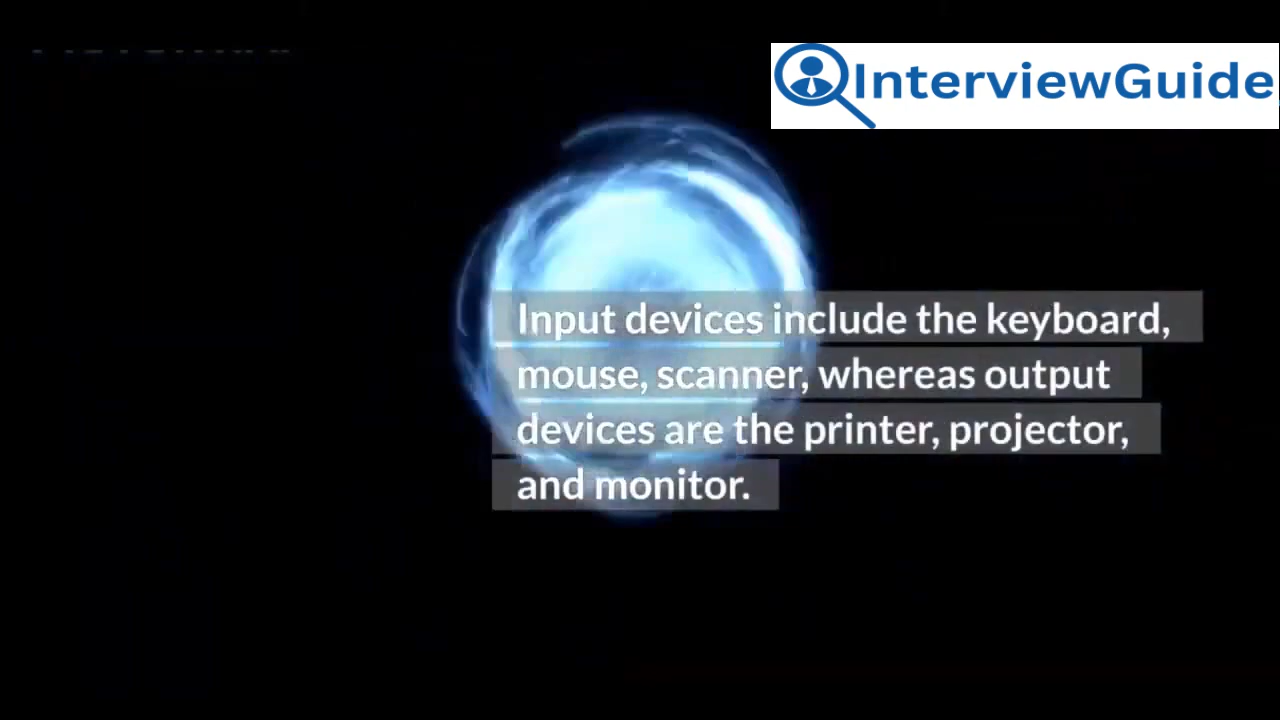 InterviewGuide
Input devices include the keyboard,
mouse, scanner, whereas output
devices are the printer, projector,
and monitor.